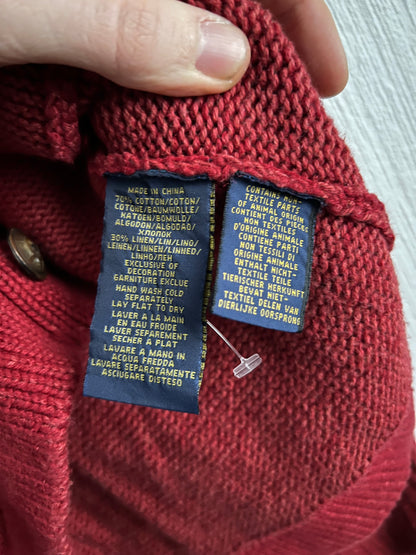 MADE IN CHINA
70% COTTON/COTON/
COTONE/BAUMWOLLE/
KATOEN/BOMULD/
ALGODON/ALGODÃO/
ХЛОПОК
30% LINEN/LIN/LINO/
LEINEN/LINNEN/LINNED/
LINHO/ЛЕН
EXCLUSIVE OF
DECORATION
GARNITURE EXCLUE
HAND WASH COLD
SEPARATELY
LAY FLAT TO DRY
LAVER A LA MAIN
EN EAU FROIDE
LAVER SEPAREMENT
SECHER A PLAT
LAVARE A MANO IN
ACQUA FREDDA
LAVARE SEPARATAMENTE
ASCIUGARE DISTESO
CONTAINS NON-
TEXTILE PARTS
OF ANIMAL ORIGIN
CONTIENT DES PIECES
NON TEXTILES
D'ORIGINE ANIMALE
CONTIENE PARTI
NON TESSILI DI
ORIGINE ANIMALE
ENTHÄLT NICHT-
TEXTILE TEILE
TIERISCHER HERKUNFT
BEVAT NIET-
TEXTIEL DELEN VAN
DIERLIJKE OORSPRONG